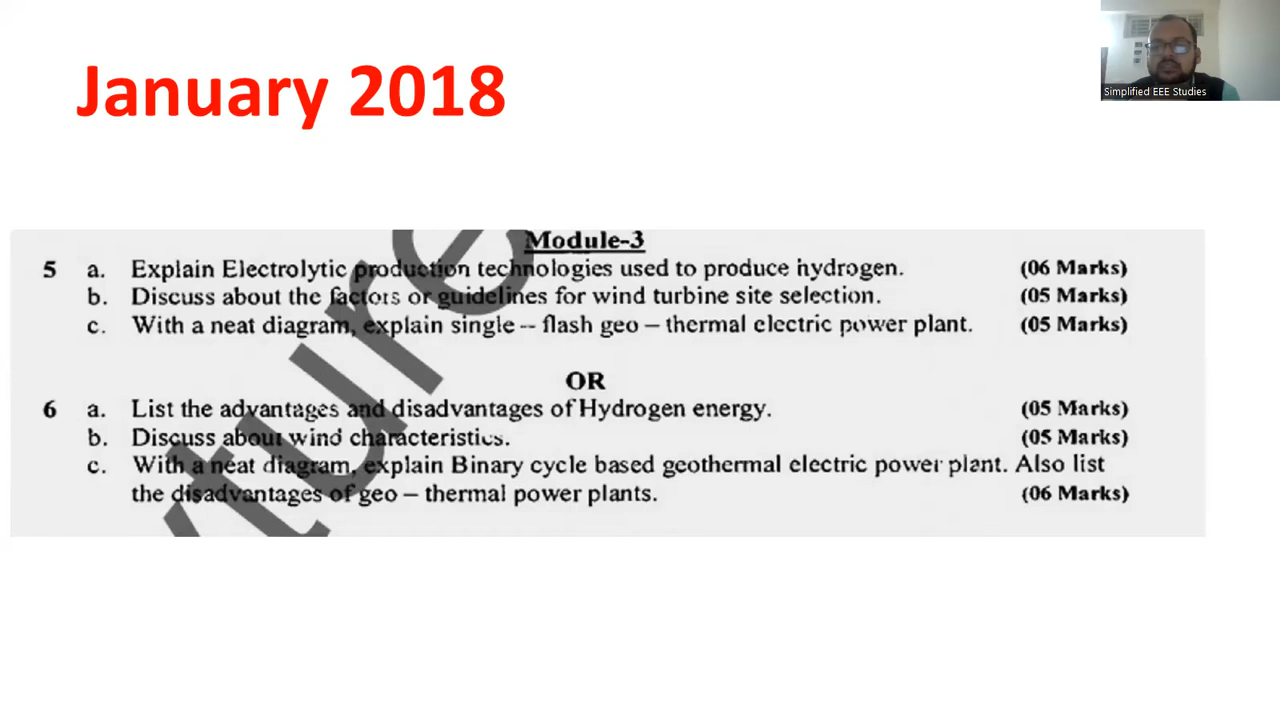 January 2018
Simplified EEE Studies
Module-3
5 a. Explain Electrolytic production technologies used to produce hydrogen. (06 Marks)
b. Discuss about the factors or guidelines for wind turbine site selection. (05 Marks)
c. With a neat diagram, explain single -- flash geo – thermal electric power plant. (05 Marks)
OR
6 a. List the advantages and disadvantages of Hydrogen energy. (05 Marks)
b. Discuss about wind characteristics. (05 Marks)
c. With a neat diagram, explain Binary cycle based geothermal electric power plant. Also list
the disadvantages of geo – thermal power plants. (06 Marks)